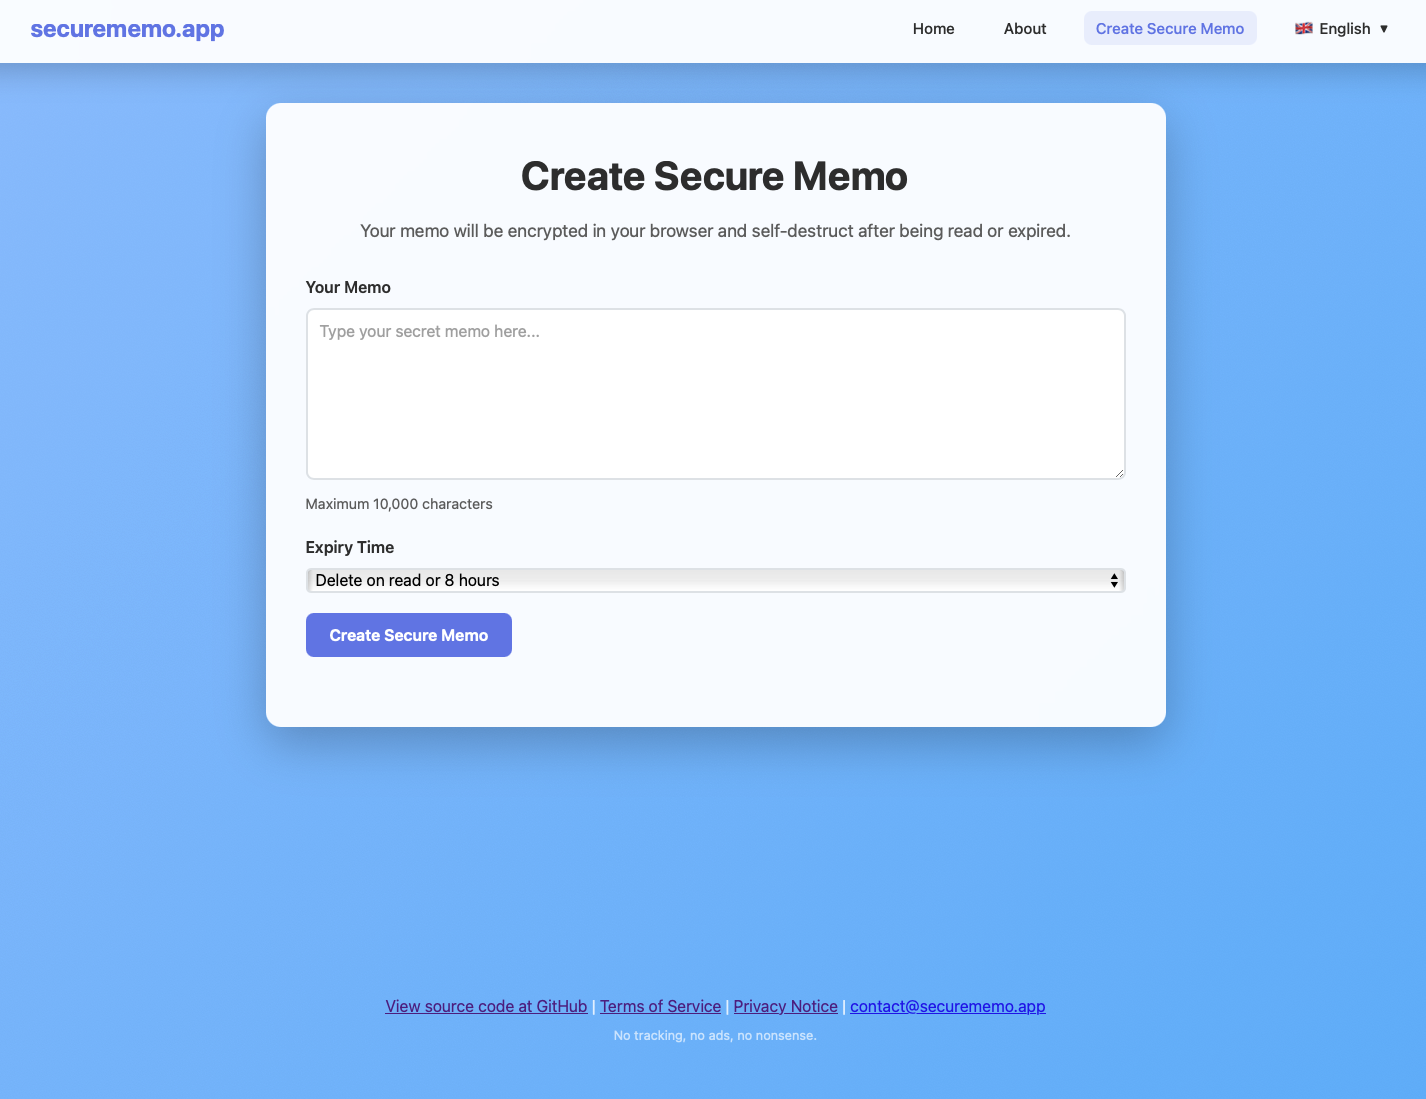 securememo.app
Home
About
Create Secure Memo
English ▼
Create Secure Memo
Your memo will be encrypted in your browser and self-destruct after being read or expired.
Your Memo
Type your secret memo here...
Maximum 10,000 characters
Expiry Time
Delete on read or 8 hours
Create Secure Memo
View source code at GitHub | Terms of Service | Privacy Notice | contact@securememo.app
No tracking, no ads, no nonsense.